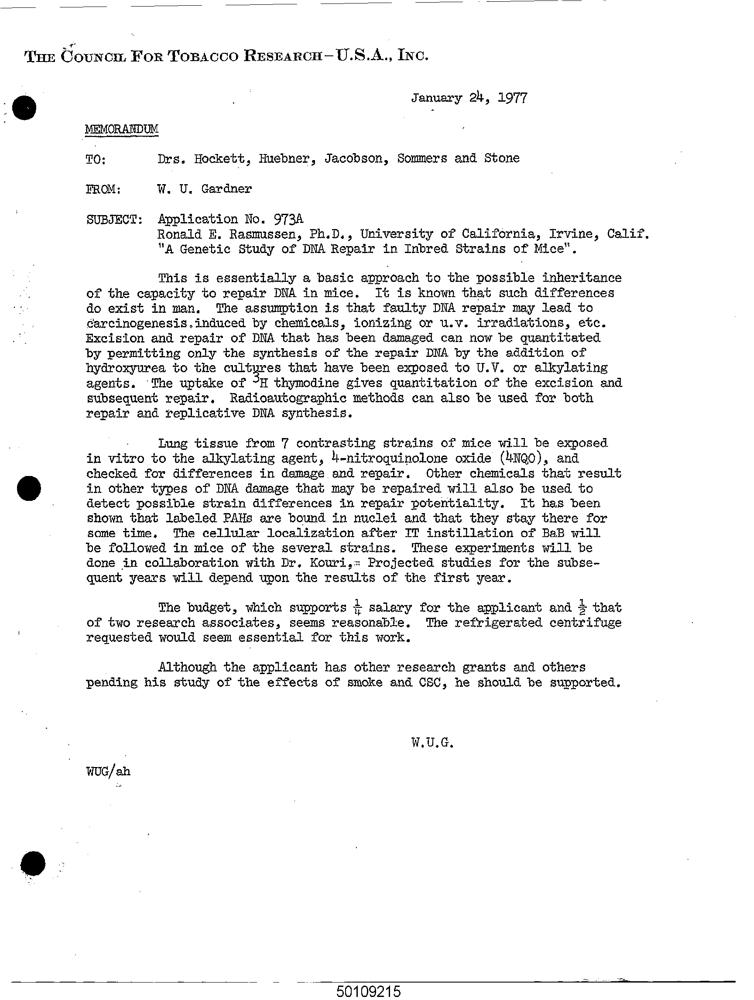 THE COUNCIL FOR TOBACCO RESEARCH-U.S.A., INC.
January 24, 1977
MEMORANDUM
TO: Drs. Hockett, Huebner, Jacobson, Sommers and Stone
FROM: W. U. Gardner
SUBJECT: Application No. 973A
Ronald E. Rasmussen, Ph.D., University of California, Irvine, Calif.
"A Genetic Study of DNA Repair in Inbred Strains of Mice".
This is essentially a basic approach to the possible inheritance
of the capacity to repair DNA in mice. It is known that such differences
do exist in man. The assumption is that faulty DNA repair may lead to
carcinogenesis.induced by chemicals, ionizing or u.v. irradiations, etc.
Excision and repair of DNA that has been damaged can now be quantitated
by permitting only the synthesis of the repair DNA by the addition of
hydroxyurea to the cultures that have been exposed to U.V. or alkylating
agents. The uptake of ³H thymodine gives quantitation of the excision and
subsequent repair. Radioautographic methods can also be used for both
repair and replicative DNA synthesis.
Lung tissue from 7 contrasting strains of mice will be exposed
in vitro to the alkylating agent, 4-nitroquinolone oxide (4NQO), and
checked for differences in damage and repair. Other chemicals that result
in other types of DNA damage that may be repaired will also be used to
detect possible strain differences in repair potentiality. It has been
shown that labeled PAHs are bound in nuclei and that they stay there for
some time. The cellular localization after IT instillation of BaB will
be followed in mice of the several strains. These experiments will be
done in collaboration with Dr. Kouri,= Projected studies for the subse-
quent years will depend upon the results of the first year.
The budget, which supports ¼ salary for the applicant and ½ that
of two research associates, seems reasonable. The refrigerated centrifuge
requested would seem essential for this work.
Although the applicant has other research grants and others
pending his study of the effects of smoke and CSC, he should be supported.
W.U.G.
WUG/ah
50109215